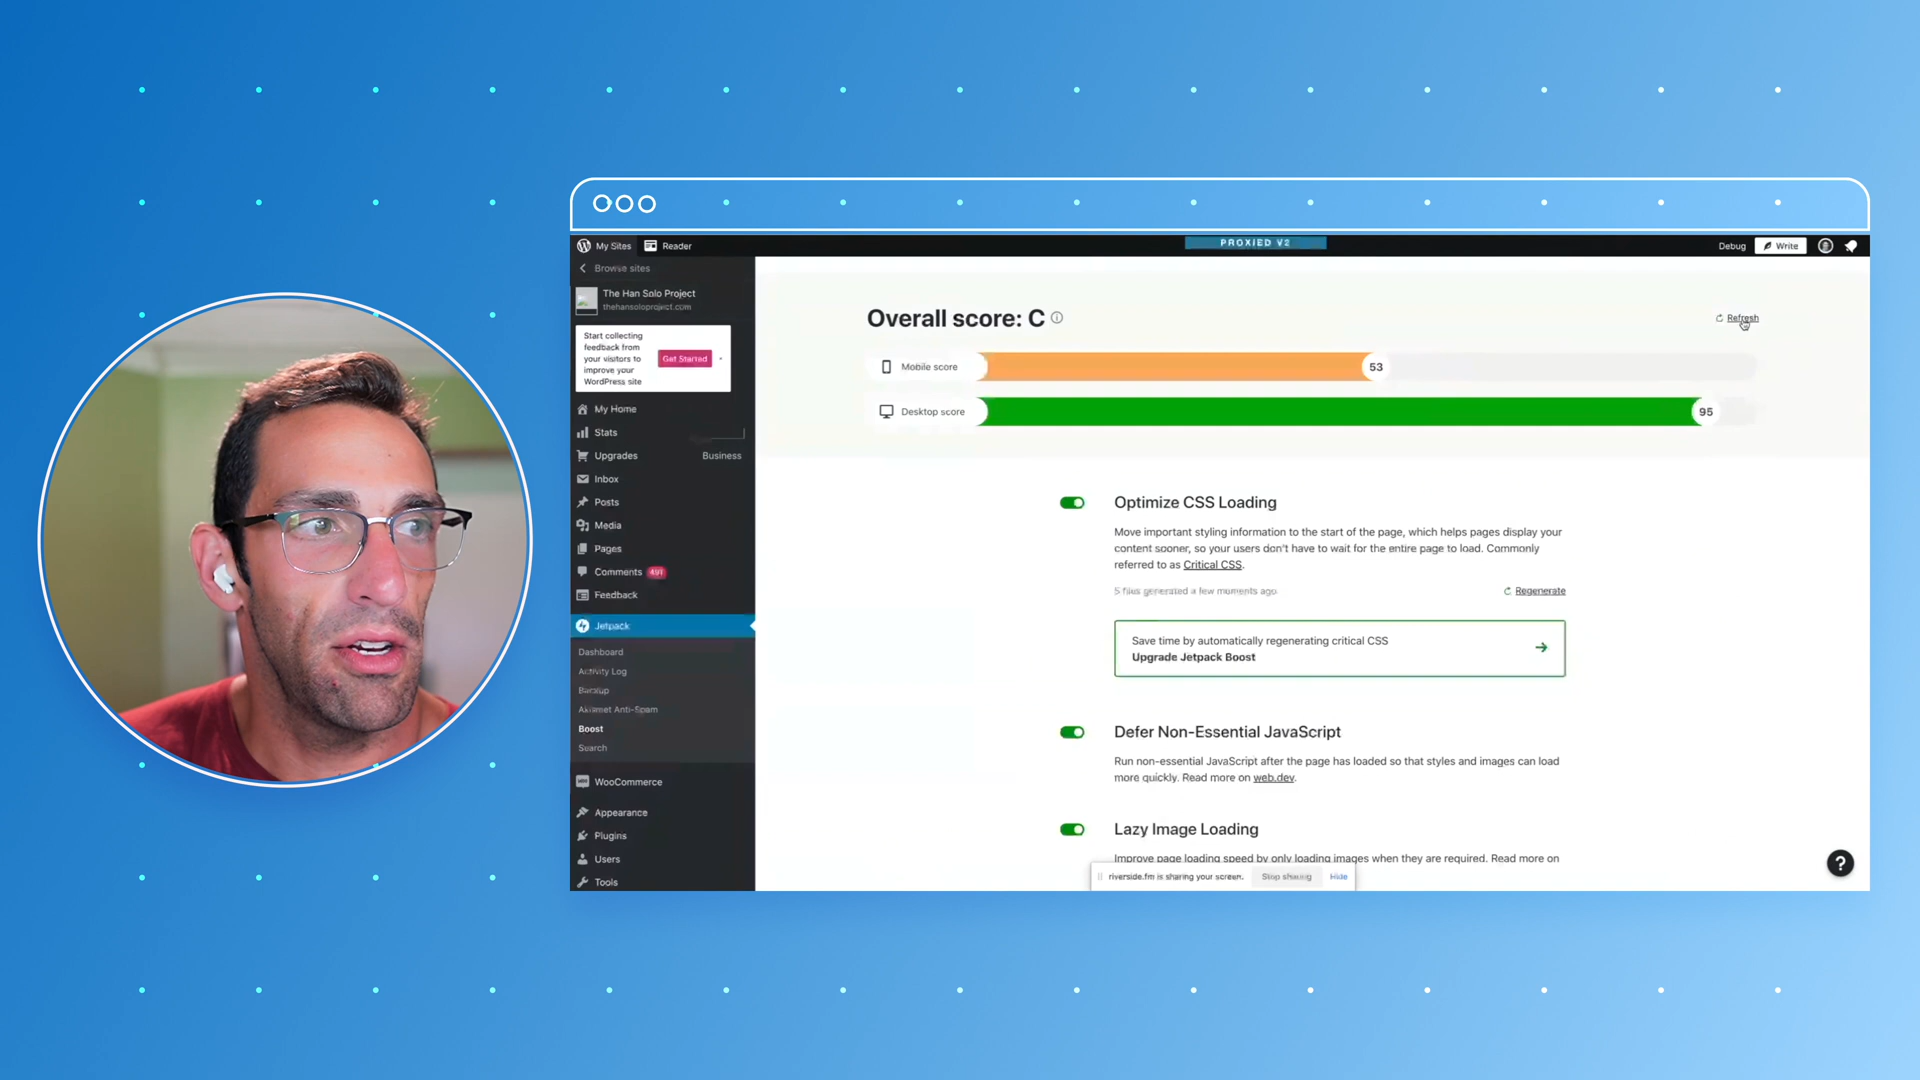 My Sites
Reader
PROXIED V2
Debug
Write
Browse sites
The Han Solo Project
thehansoloproject.com
Start collecting
feedback from
your visitors to
improve your
WordPress site
Get Started
My Home
Stats
Upgrades
Business
Inbox
Posts
Media
Pages
Comments
491
Feedback
Jetpack
Dashboard
Activity Log
Backup
Akismet Anti-Spam
Boost
Search
WooCommerce
Appearance
Plugins
Users
Tools
Overall score: C
Refresh
Mobile score
53
Desktop score
95
Optimize CSS Loading
Move important styling information to the start of the page, which helps pages display your
content sooner, so your users don't have to wait for the entire page to load. Commonly
referred to as Critical CSS.
5 files generated a few moments ago.
Regenerate
Save time by automatically regenerating critical CSS
Upgrade Jetpack Boost
Defer Non-Essential JavaScript
Run non-essential JavaScript after the page has loaded so that styles and images can load
more quickly. Read more on web.dev.
Lazy Image Loading
Improve page loading speed by only loading images when they are required. Read more on
riverside.fm is sharing your screen.
Stop sharing
Hide
?